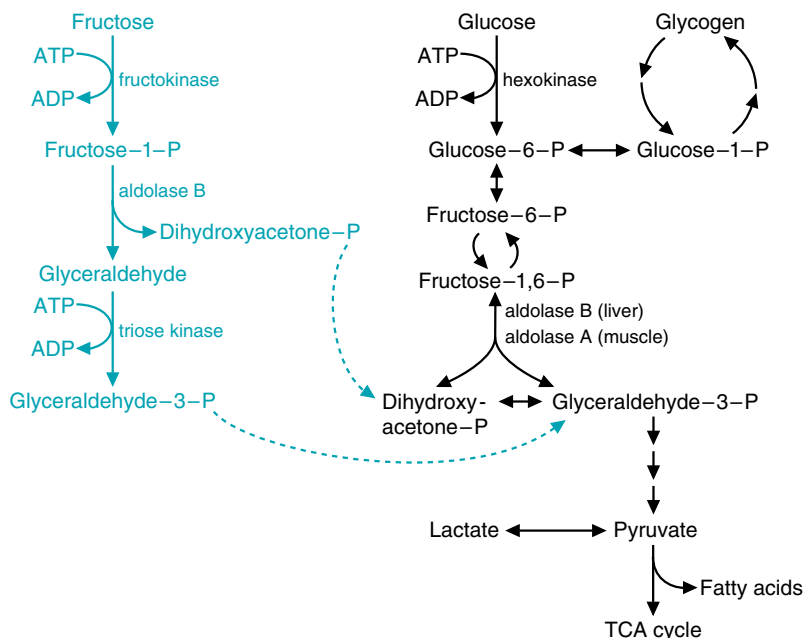 Fructose
ATP
fructokinase
ADP
Fructose–1–P
aldolase B
Dihydroxyacetone–P
Glyceraldehyde
ATP
triose kinase
ADP
Glyceraldehyde–3–P
Glucose
ATP
hexokinase
ADP
Glucose–6–P
Glycogen
Glucose–1–P
Fructose–6–P
Fructose–1,6–P
aldolase B (liver)
aldolase A (muscle)
Dihydroxy-
acetone–P
Glyceraldehyde–3–P
Lactate
Pyruvate
Fatty acids
TCA cycle